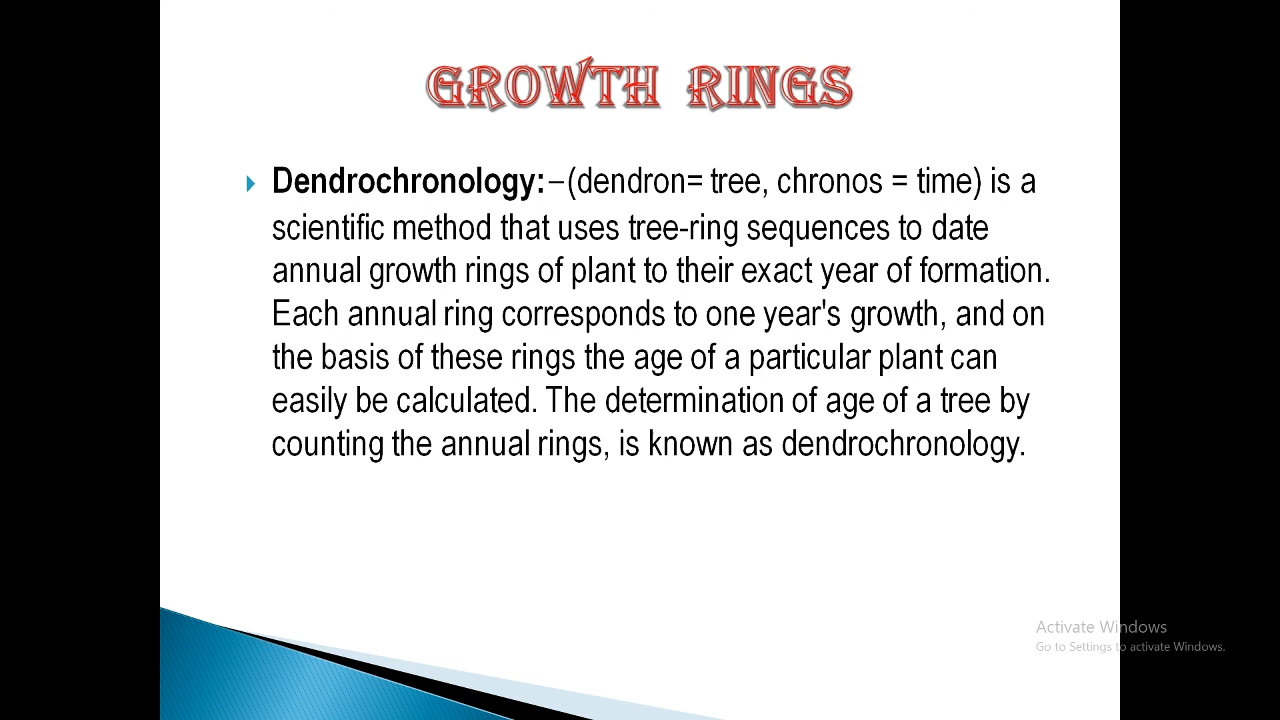 GROWTH RINGS
Dendrochronology:–(dendron= tree, chronos = time) is a
scientific method that uses tree-ring sequences to date
annual growth rings of plant to their exact year of formation.
Each annual ring corresponds to one year's growth, and on
the basis of these rings the age of a particular plant can
easily be calculated. The determination of age of a tree by
counting the annual rings, is known as dendrochronology.
Activate Windows
Go to Settings to activate Windows.